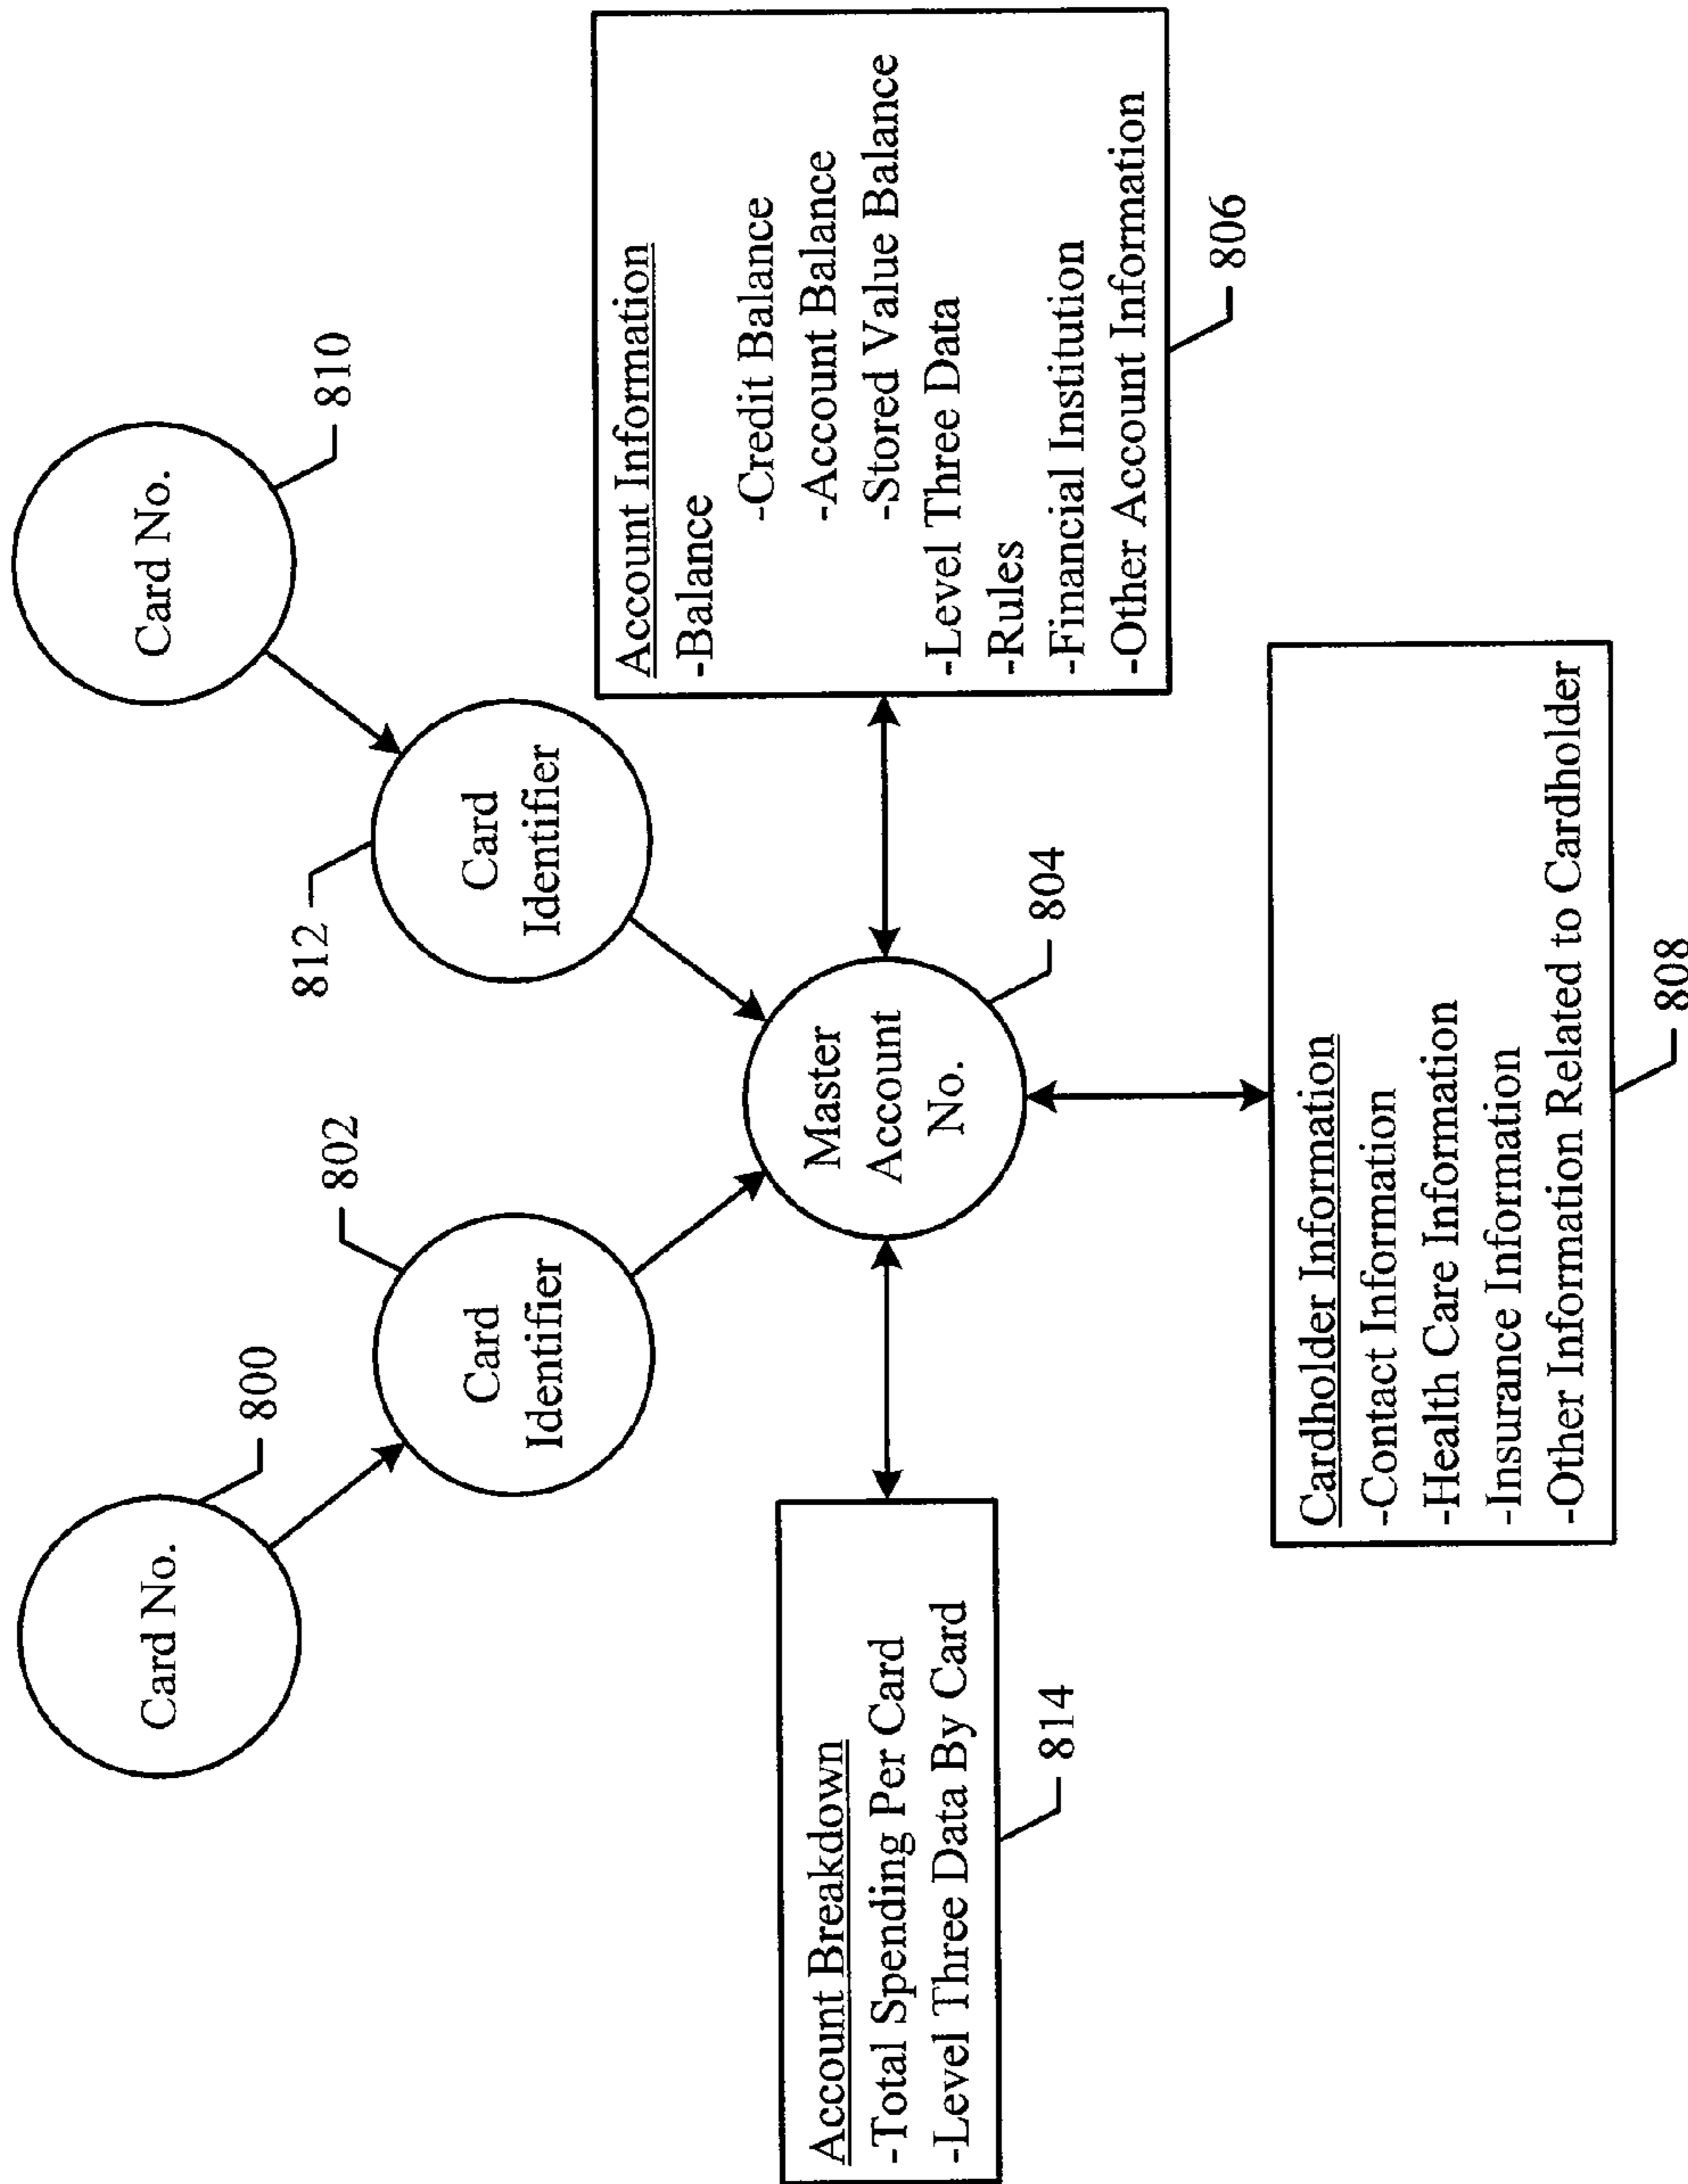 Card No.
800
Card No.
810
Card
Identifier
802
812
Card
Identifier
Master
Account
No.
804
Account Breakdown
-Total Spending Per Card
-Level Three Data By Card
814
Account Information
-Balance
-Credit Balance
-Account Balance
-Stored Value Balance
-Level Three Data
-Rules
-Financial Institution
-Other Account Information
806
Cardholder Information
-Contact Information
-Health Care Information
-Insurance Information
-Other Information Related to Cardholder
808